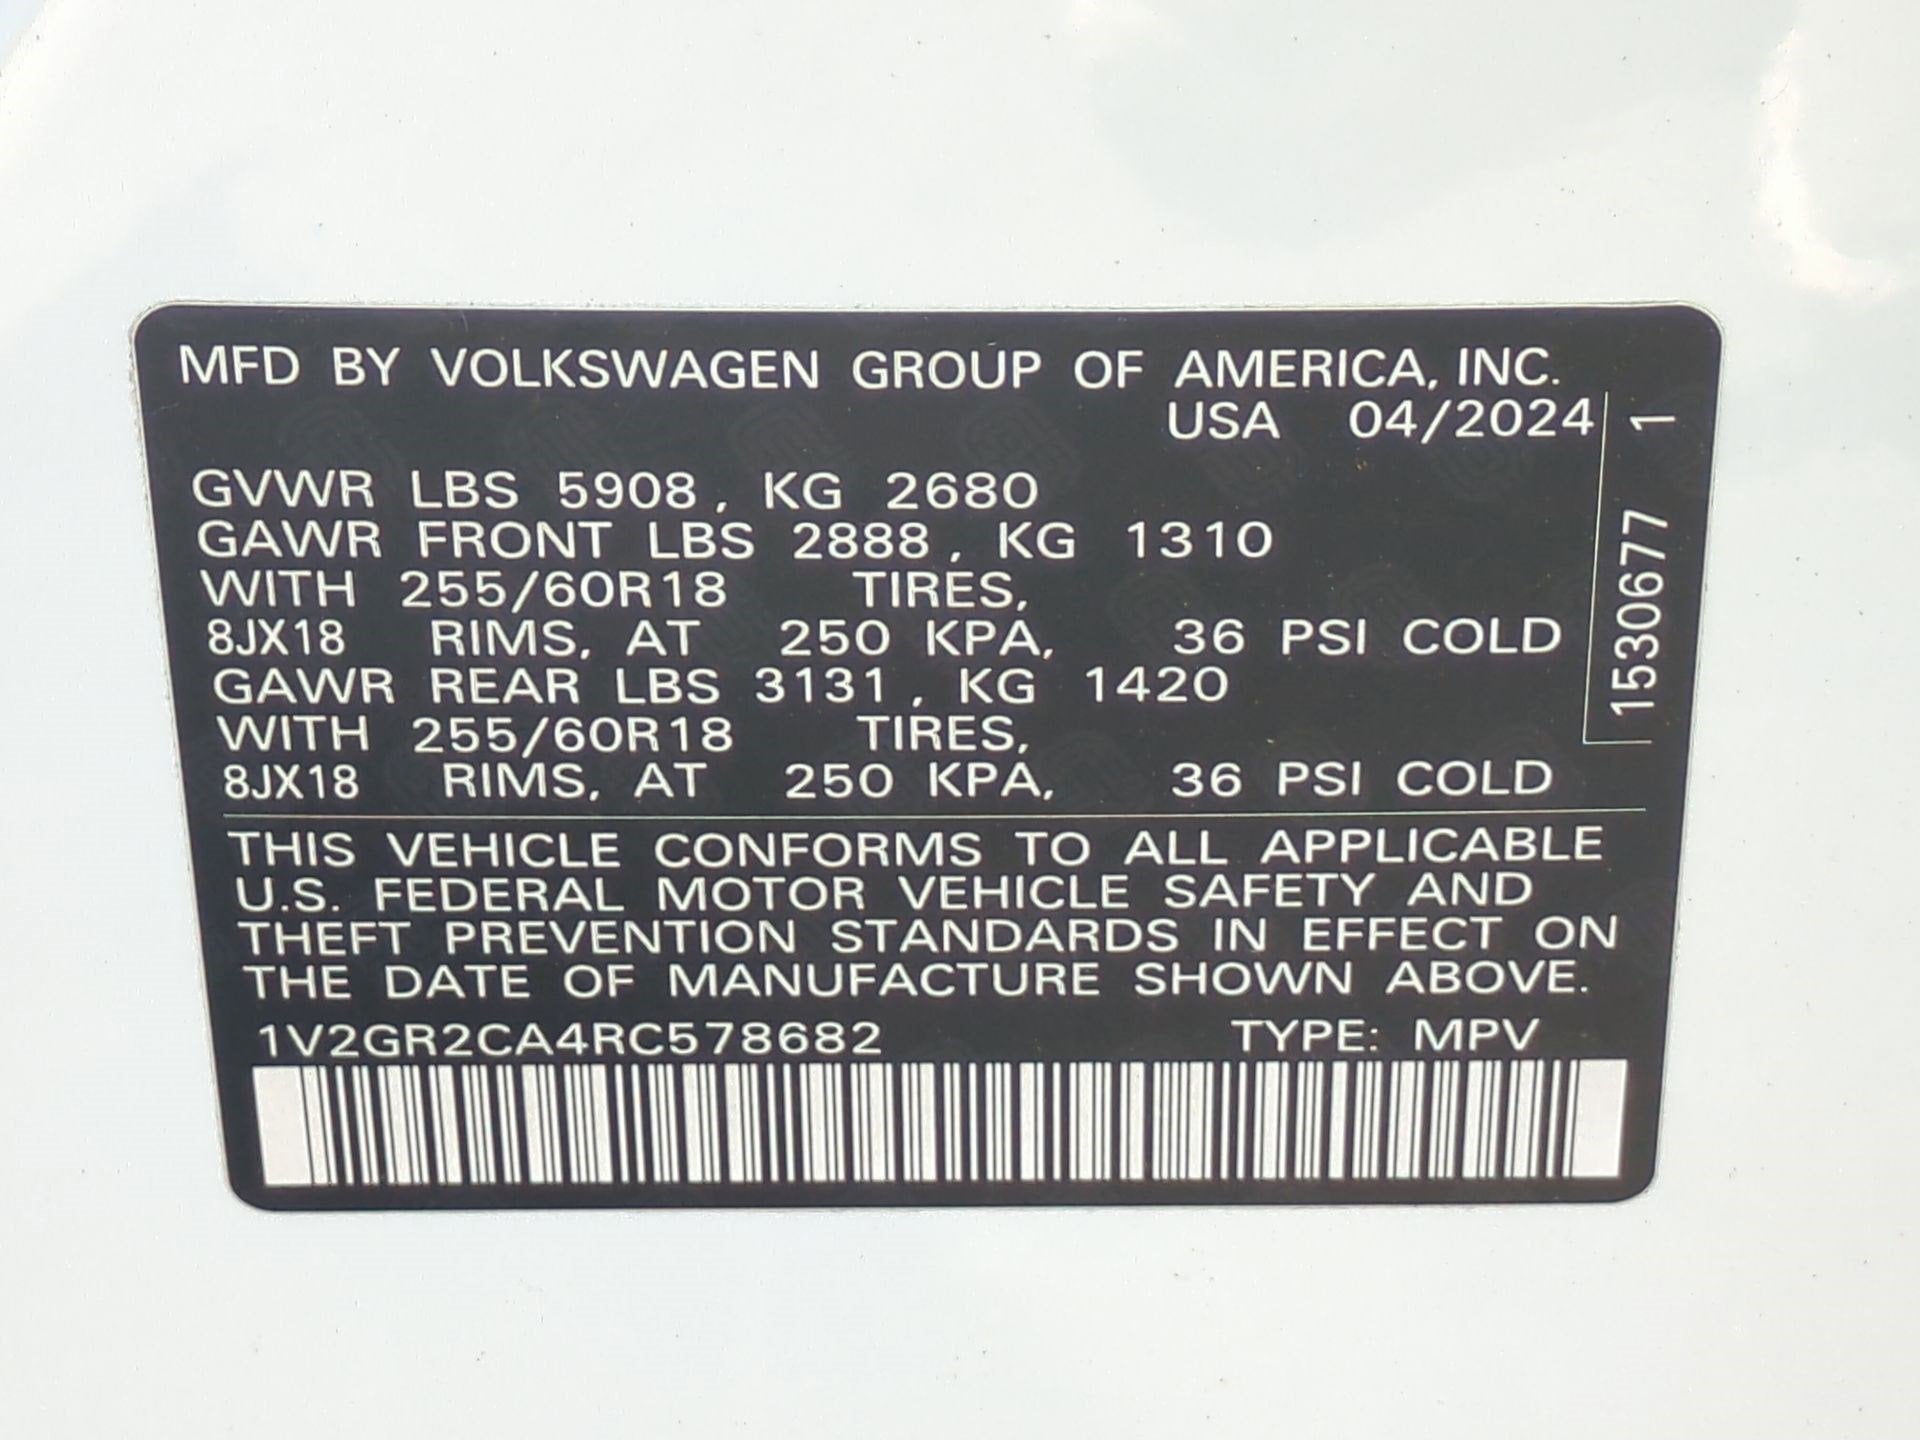 MFD BY VOLKSWAGEN GROUP OF AMERICA, INC.
USA 04/2024
GVWR LBS 5908, KG 2680
GAWR FRONT LBS 2888, KG 1310
WITH 255/60R18 TIRES,
8JX18 RIMS, AT 250 KPA, 36 PSI COLD
GAWR REAR LBS 3131, KG 1420
WITH 255/60R18 TIRES,
8JX18 RIMS, AT 250 KPA, 36 PSI COLD
THIS VEHICLE CONFORMS TO ALL APPLICABLE
U.S. FEDERAL MOTOR VEHICLE SAFETY AND
THEFT PREVENTION STANDARDS IN EFFECT ON
THE DATE OF MANUFACTURE SHOWN ABOVE.
1V2GR2CA4RC578682 TYPE: MPV
1530677 1